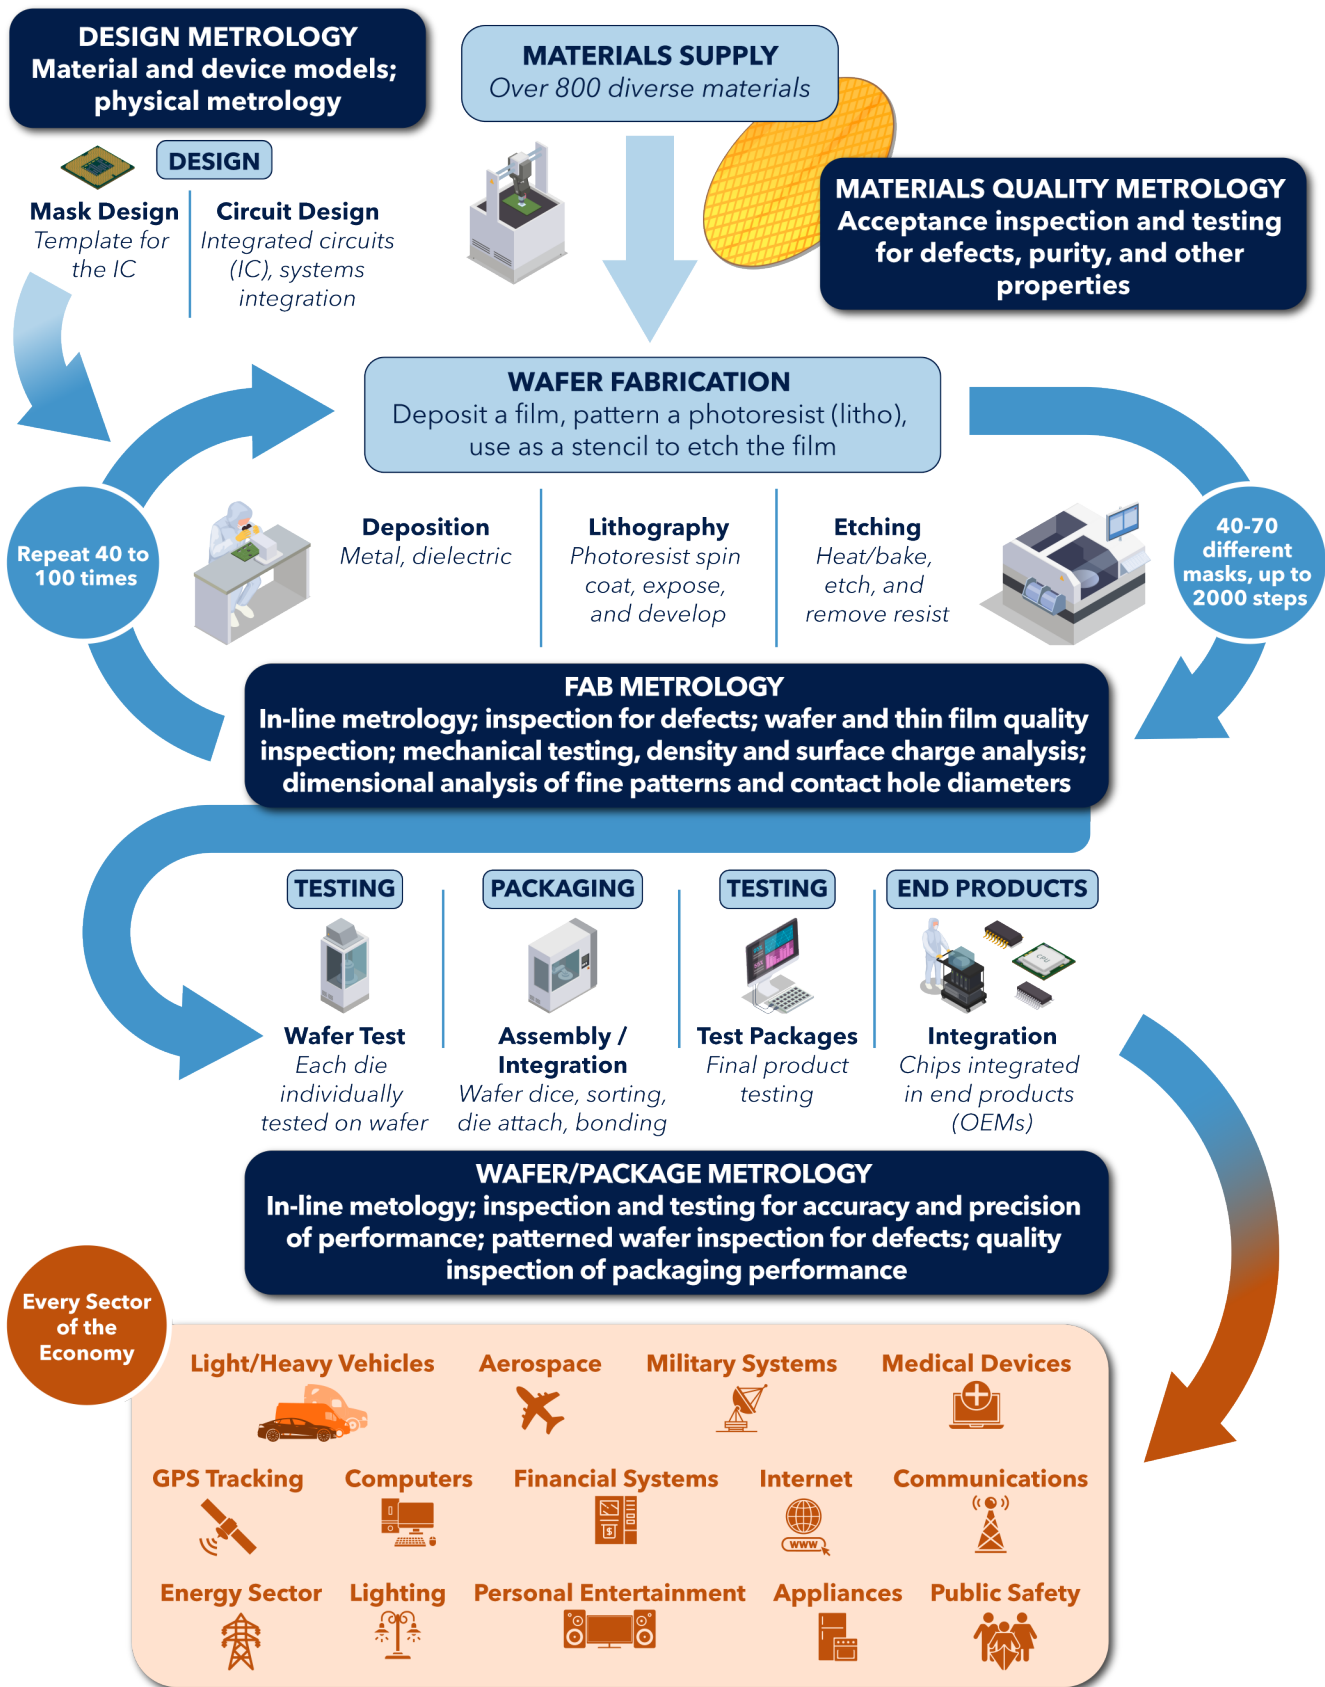 DESIGN METROLOGY
Material and device models;
physical metrology
MATERIALS SUPPLY
Over 800 diverse materials
DESIGN
Mask Design
Template for
the IC
Circuit Design
Integrated circuits
(IC), systems
integration
MATERIALS QUALITY METROLOGY
Acceptance inspection and testing
for defects, purity, and other
properties
WAFER FABRICATION
Deposit a film, pattern a photoresist (litho),
use as a stencil to etch the film
Repeat 40 to
100 times
Deposition
Metal, dielectric
Lithography
Photoresist spin
coat, expose,
and develop
Etching
Heat/bake,
etch, and
remove resist
40-70
different
masks, up to
2000 steps
FAB METROLOGY
In-line metrology; inspection for defects; wafer and thin film quality
inspection; mechanical testing, density and surface charge analysis;
dimensional analysis of fine patterns and contact hole diameters
TESTING
Wafer Test
Each die
individually
tested on wafer
PACKAGING
Assembly /
Integration
Wafer dice, sorting,
die attach, bonding
TESTING
Test Packages
Final product
testing
END PRODUCTS
CPU
Integration
Chips integrated
in end products
(OEMs)
WAFER/PACKAGE METROLOGY
In-line metology; inspection and testing for accuracy and precision
of performance; patterned wafer inspection for defects; quality
inspection of packaging performance
Every Sector
of the
Economy
Light/Heavy Vehicles
Aerospace
Military Systems
Medical Devices
GPS Tracking
Computers
Financial Systems
$
Internet
www
Communications
Energy Sector
Lighting
Personal Entertainment
Appliances
Public Safety